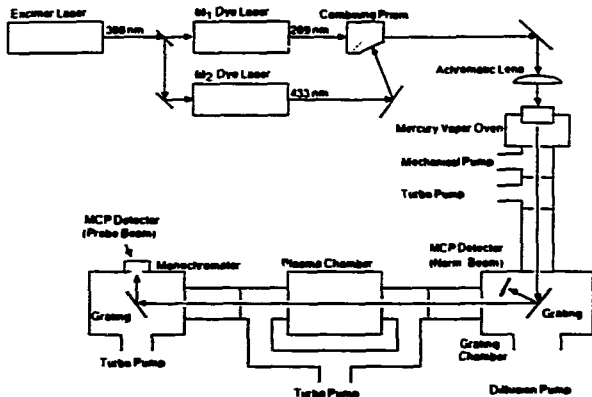 Excimer Laser
308 nm
ω1 Dye Laser
289 nm
Combining Prism
ω2 Dye Laser
433 nm
Achromatic Lens
Mercury Vapor Oven
Mechanical Pump
Turbo Pump
MCP Detector
(Probe Beam)
Monochromator
Plasma Chamber
MCP Detector
(Norm Beam)
Grating
Grating
Grating
Chamber
Turbo Pump
Turbo Pump
Diffusion Pump